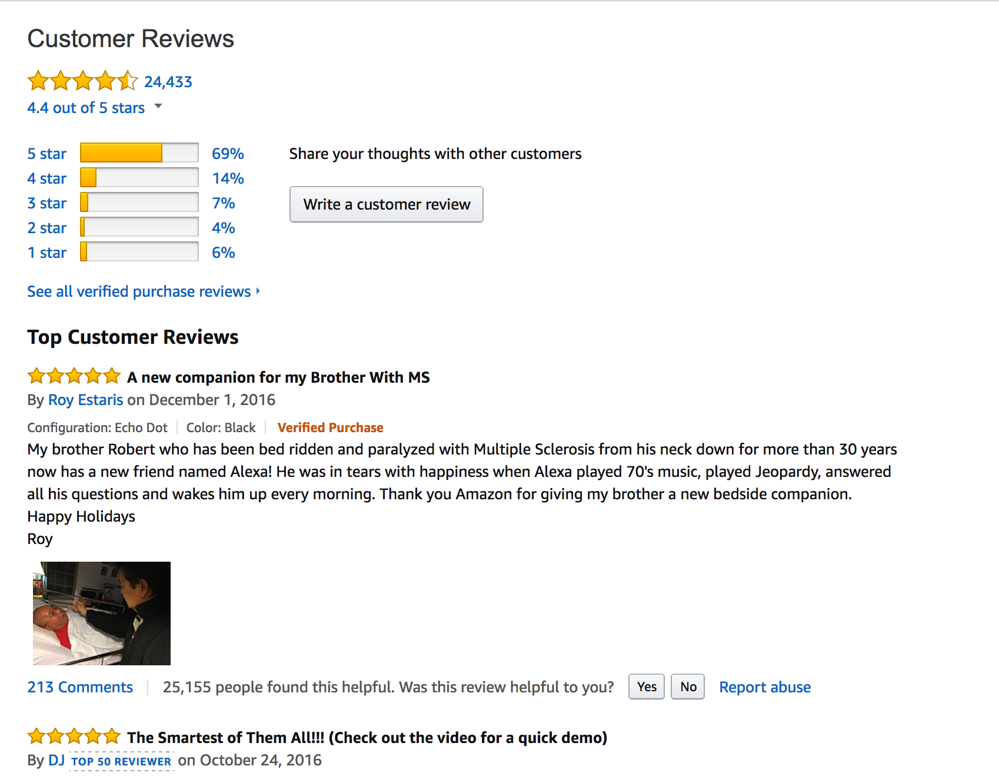 Customer Reviews
24,433
4.4 out of 5 stars
5 star 69%
4 star 14%
3 star 7%
2 star 4%
1 star 6%
Share your thoughts with other customers
Write a customer review
See all verified purchase reviews
Top Customer Reviews
A new companion for my Brother With MS
By Roy Estaris on December 1, 2016
Configuration: Echo Dot | Color: Black | Verified Purchase
My brother Robert who has been bed ridden and paralyzed with Multiple Sclerosis from his neck down for more than 30 years
now has a new friend named Alexa! He was in tears with happiness when Alexa played 70's music, played Jeopardy, answered
all his questions and wakes him up every morning. Thank you Amazon for giving my brother a new bedside companion.
Happy Holidays
Roy
213 Comments | 25,155 people found this helpful. Was this review helpful to you? Yes No Report abuse
The Smartest of Them All!!! (Check out the video for a quick demo)
By DJ TOP 50 REVIEWER on October 24, 2016